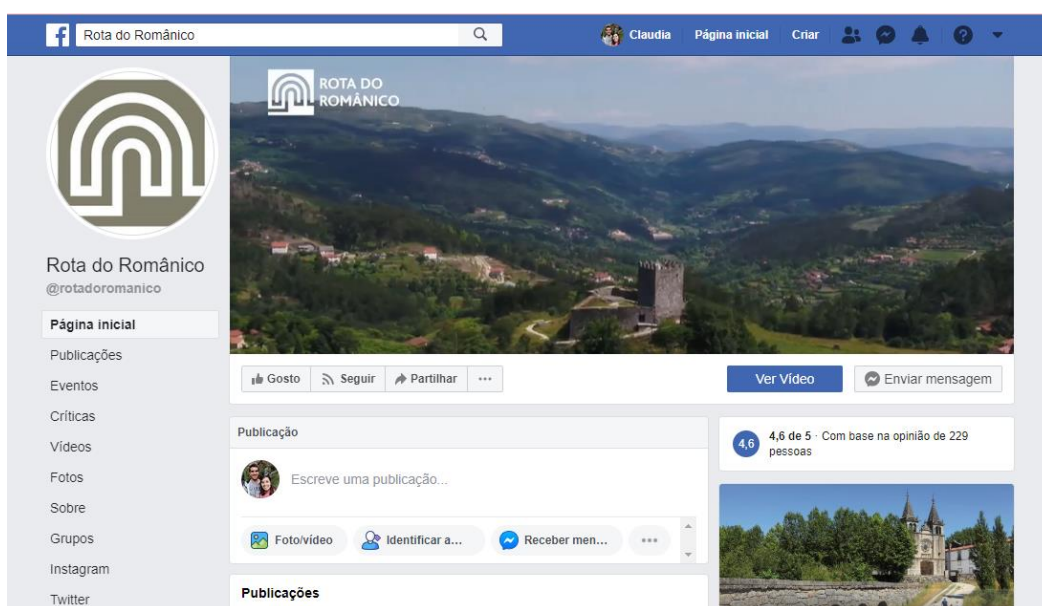 Rota do Românico
Claudia
Página inicial
Criar
ROTA DO
ROMÂNICO
Rota do Românico
@rotadoromanico
Página inicial
Publicações
Eventos
Críticas
Vídeos
Fotos
Sobre
Grupos
Instagram
Twitter
Gosto
Seguir
Partilhar
Ver Vídeo
Enviar mensagem
Publicação
Escreve uma publicação...
Foto/vídeo
Identificar a...
Receber men...
Publicações
4,6
4,6 de 5 · Com base na opinião de 229
pessoas